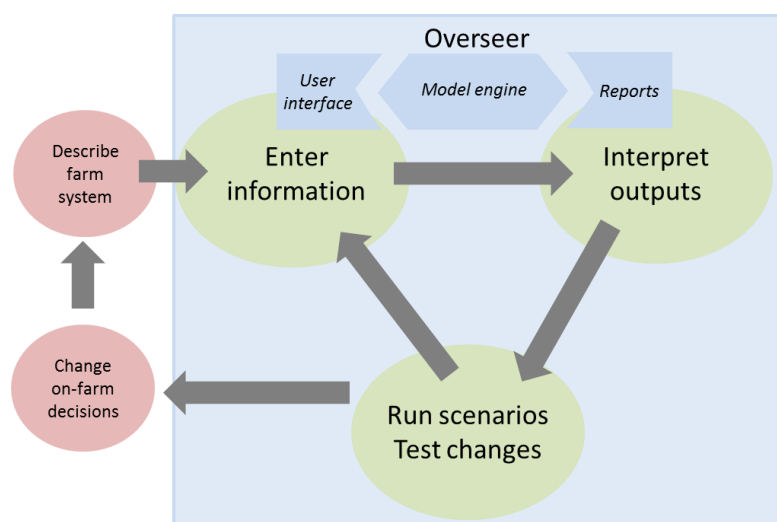 Overseer
User
interface
Model engine
Reports
Describe
farm
system
Enter
information
Interpret
outputs
Change
on-farm
decisions
Run scenarios
Test changes